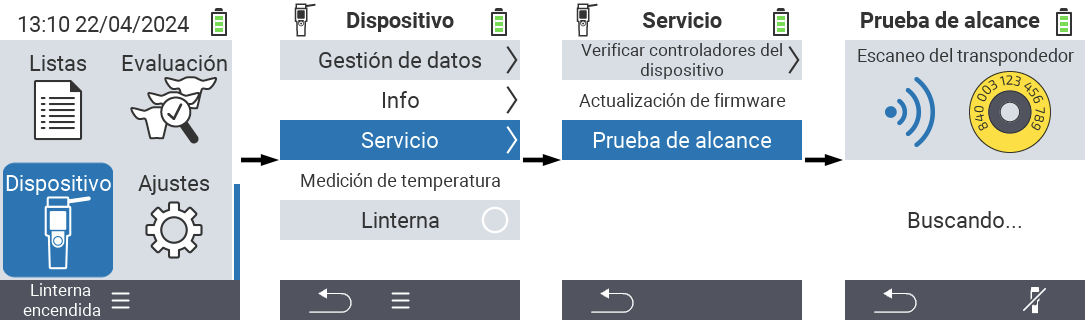 13:10 22/04/2024
Listas
Evaluación
Dispositivo
Ajustes
Linterna
encendida
Dispositivo
Gestión de datos
Info
Servicio
Medición de temperatura
Linterna
Servicio
Verificar controladores del
dispositivo
Actualización de firmware
Prueba de alcance
Prueba de alcance
Escaneo del transpondedor
840 003 123 456 789
Buscando...